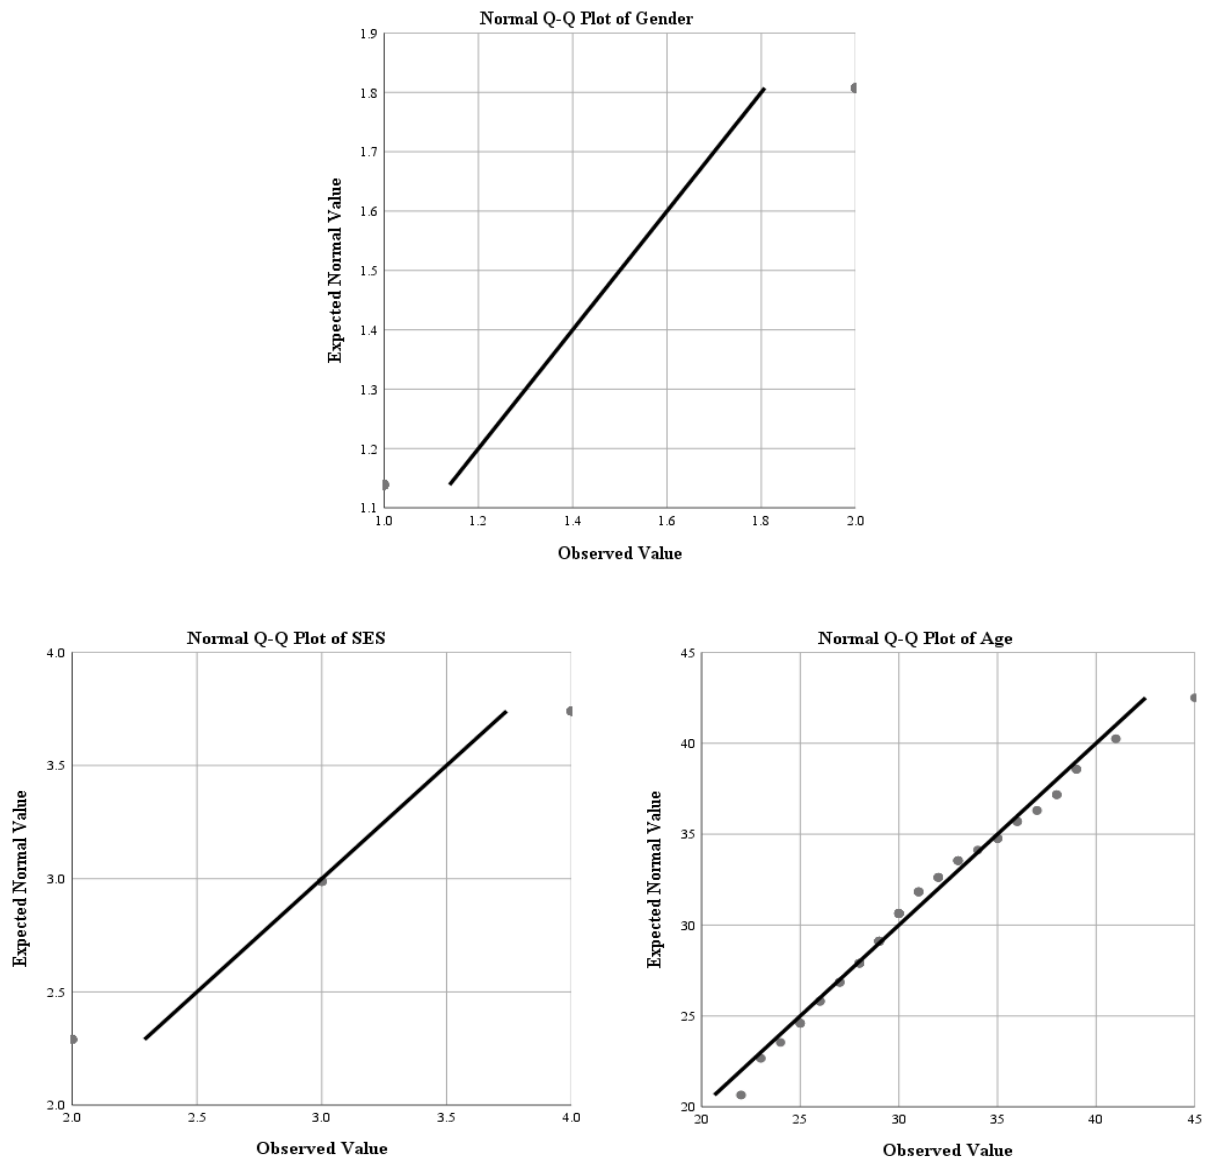 Normal Q-Q Plot of Gender
1.9
1.8
1.7
1.6
1.5
1.4
1.3
1.2
1.1
Expected Normal Value
1.0 1.2 1.4 1.6 1.8 2.0
Observed Value
Normal Q-Q Plot of SES
4.0
3.5
3.0
2.5
2.0
Expected Normal Value
2.0 2.5 3.0 3.5 4.0
Observed Value
Normal Q-Q Plot of Age
45
40
35
30
25
20
Expected Normal Value
20 25 30 35 40 45
Observed Value